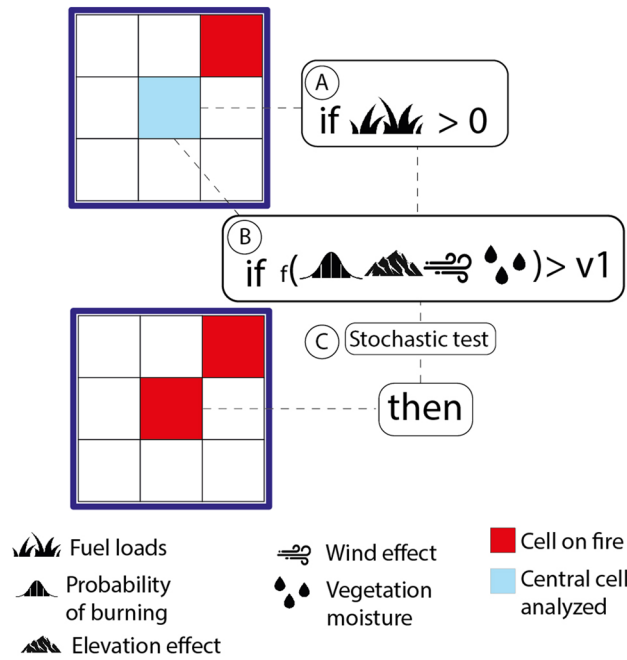 A
if > 0
B
if f( ) > v1
C
Stochastic test
then
Fuel loads
Probability
of burning
Elevation effect
Wind effect
Vegetation
moisture
Cell on fire
Central cell
analyzed